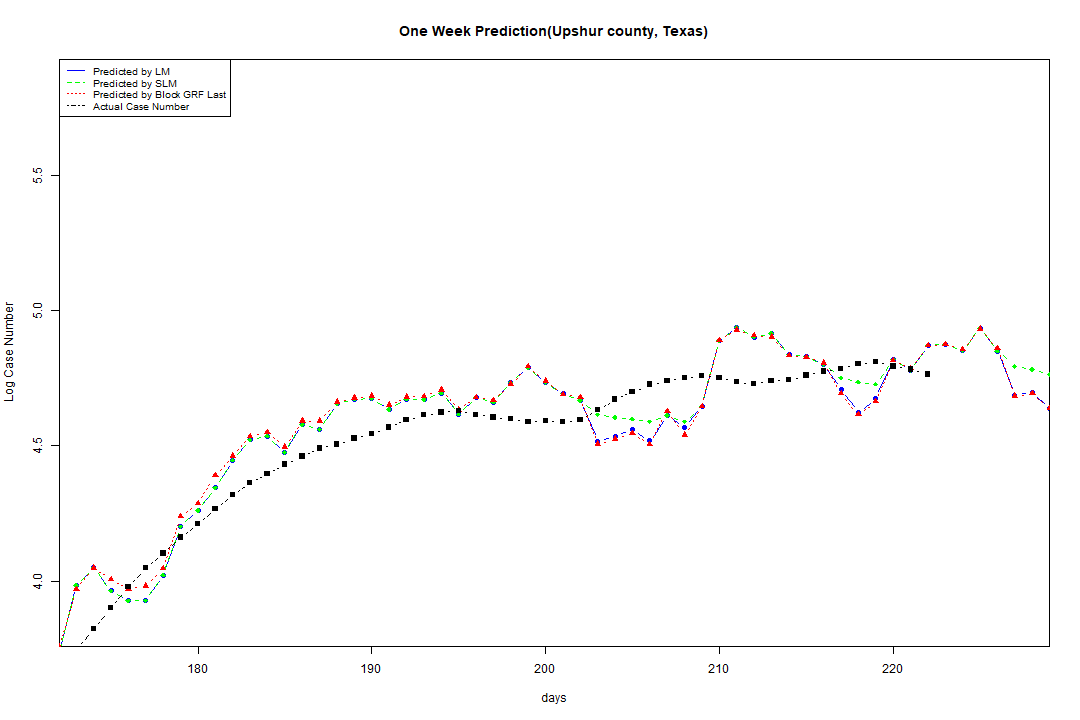 One Week Prediction(Upshur county, Texas)
Predicted by LM
Predicted by SLM
Predicted by Block GRF Last
Actual Case Number
5.5
5.0
4.5
4.0
Log Case Number
180 190 200 210 220
days